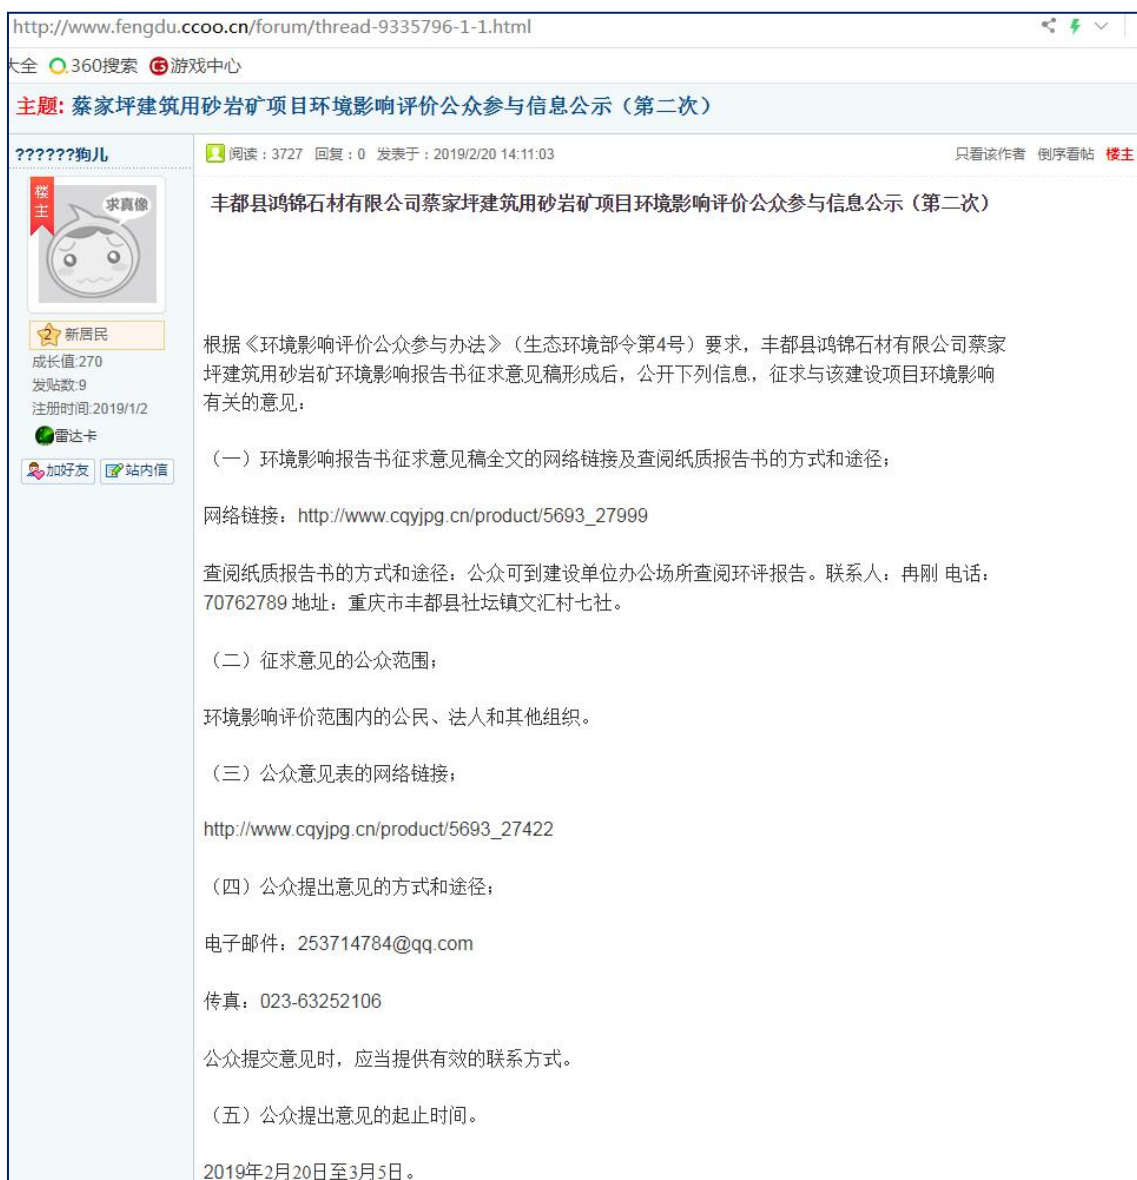 http://www.fengdu.ccoo.cn/forum/thread-9335796-1-1.html
大全 360搜索 游戏中心
主题: 蔡家坪建筑用砂岩矿项目环境影响评价公众参与信息公示（第二次）
??????狗儿
阅读：3727 回复：0 发表于：2019/2/20 14:11:03 只看该作者 倒序看帖 楼主
楼主
求真像
2 新居民
成长值:270
发贴数:9
注册时间:2019/1/2
雷达卡
加好友 站内信
丰都县鸿锦石材有限公司蔡家坪建筑用砂岩矿项目环境影响评价公众参与信息公示（第二次）
根据《环境影响评价公众参与办法》（生态环境部令第4号）要求，丰都县鸿锦石材有限公司蔡家
坪建筑用砂岩矿环境影响报告书征求意见稿形成后，公开下列信息，征求与该建设项目环境影响
有关的意见：
（一）环境影响报告书征求意见稿全文的网络链接及查阅纸质报告书的方式和途径；
网络链接：http://www.cqyjpg.cn/product/5693_27999
查阅纸质报告书的方式和途径：公众可到建设单位办公场所查阅环评报告。联系人：冉刚 电话：
70762789 地址：重庆市丰都县社坛镇文汇村七社。
（二）征求意见的公众范围；
环境影响评价范围内的公民、法人和其他组织。
（三）公众意见表的网络链接；
http://www.cqyjpg.cn/product/5693_27422
（四）公众提出意见的方式和途径；
电子邮件：253714784@qq.com
传真：023-63252106
公众提交意见时，应当提供有效的联系方式。
（五）公众提出意见的起止时间。
2019年2月20日至3月5日。